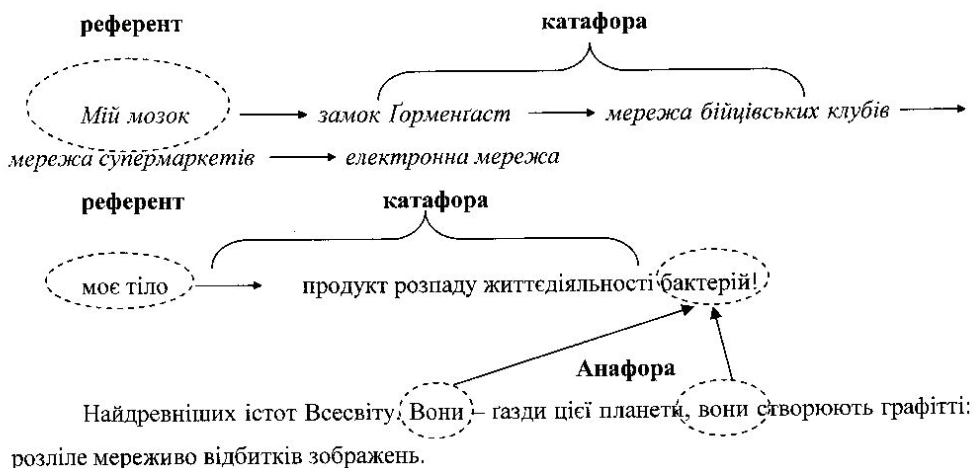 референт
катафора
Мій мозок замок Ґорменґаст мережа бійцівських клубів
мережа супермаркетів електронна мережа
референт катафора
моє тіло продукт розпаду життєдіяльності бактерій!
Анафора
Найдревніших істот Всесвіту. Вони – ґазди цієї планети, вони створюють графітті:
розліле мереживо відбитків зображень.